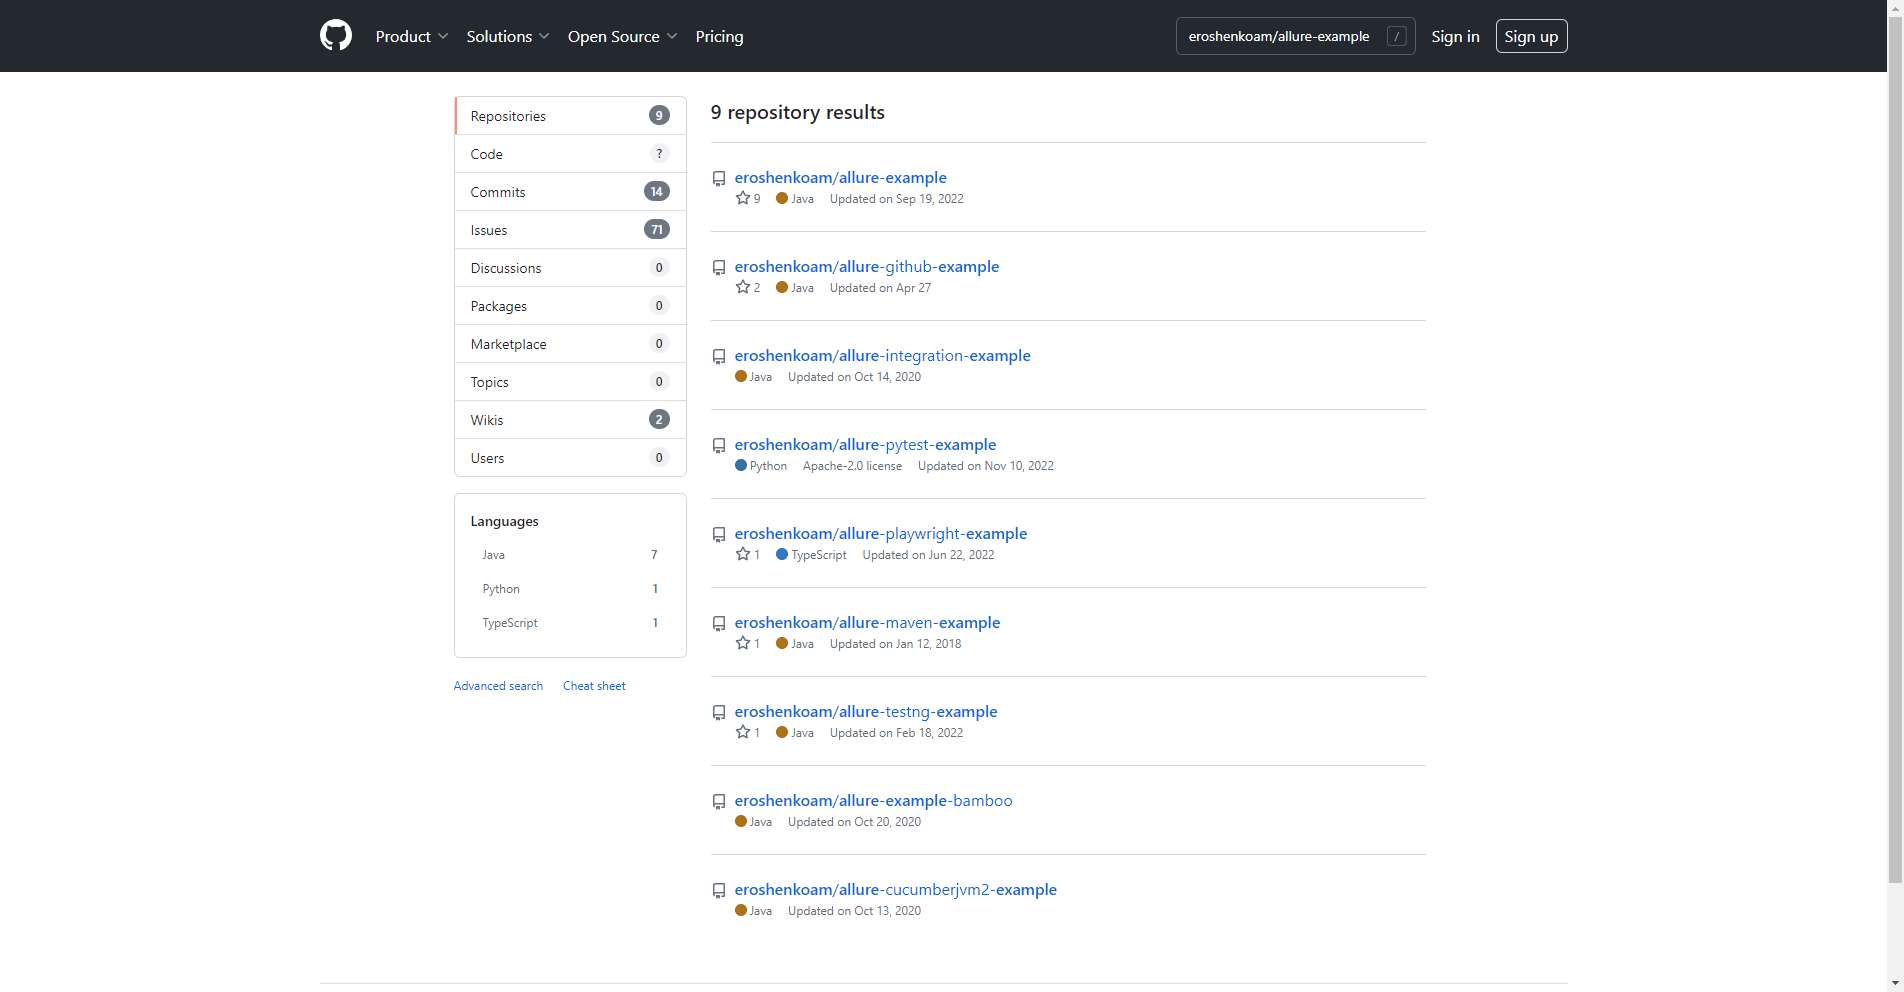 Product Solutions Open Source Pricing eroshenkoam/allure-example / Sign in Sign up
Repositories 9
Code ?
Commits 14
Issues 71
Discussions 0
Packages 0
Marketplace 0
Topics 0
Wikis 2
Users 0
Languages
Java 7
Python 1
TypeScript 1
Advanced search Cheat sheet
9 repository results
eroshenkoam/allure-example
9 Java Updated on Sep 19, 2022
eroshenkoam/allure-github-example
2 Java Updated on Apr 27
eroshenkoam/allure-integration-example
Java Updated on Oct 14, 2020
eroshenkoam/allure-pytest-example
Python Apache-2.0 license Updated on Nov 10, 2022
eroshenkoam/allure-playwright-example
1 TypeScript Updated on Jun 22, 2022
eroshenkoam/allure-maven-example
1 Java Updated on Jan 12, 2018
eroshenkoam/allure-testng-example
1 Java Updated on Feb 18, 2022
eroshenkoam/allure-example-bamboo
Java Updated on Oct 20, 2020
eroshenkoam/allure-cucumberjvm2-example
Java Updated on Oct 13, 2020